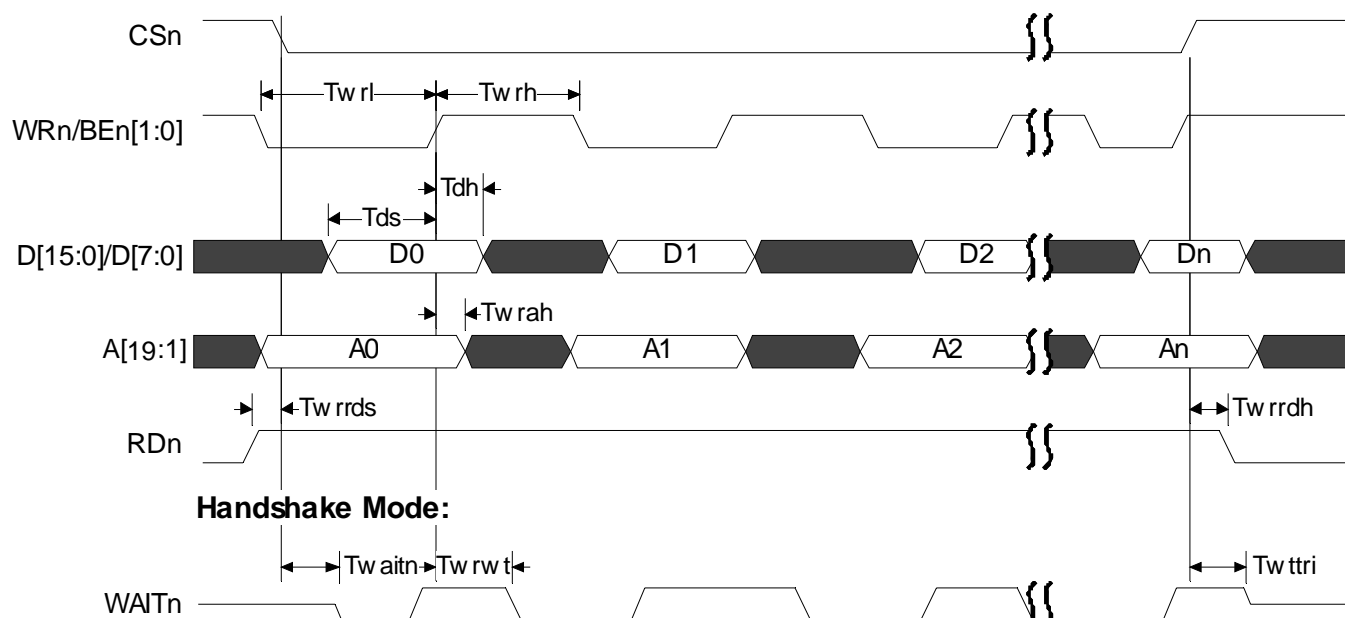 CSn
Twrl Twrh
WRn/BEn[1:0]
Tdh
Tds
D[15:0]/D[7:0] D0 D1 D2 Dn
Twrah
A[19:1] A0 A1 A2 An
Twrrds Twrrdh
RDn
Handshake Mode:
Twaitn Twrwt Twttri
WAITn